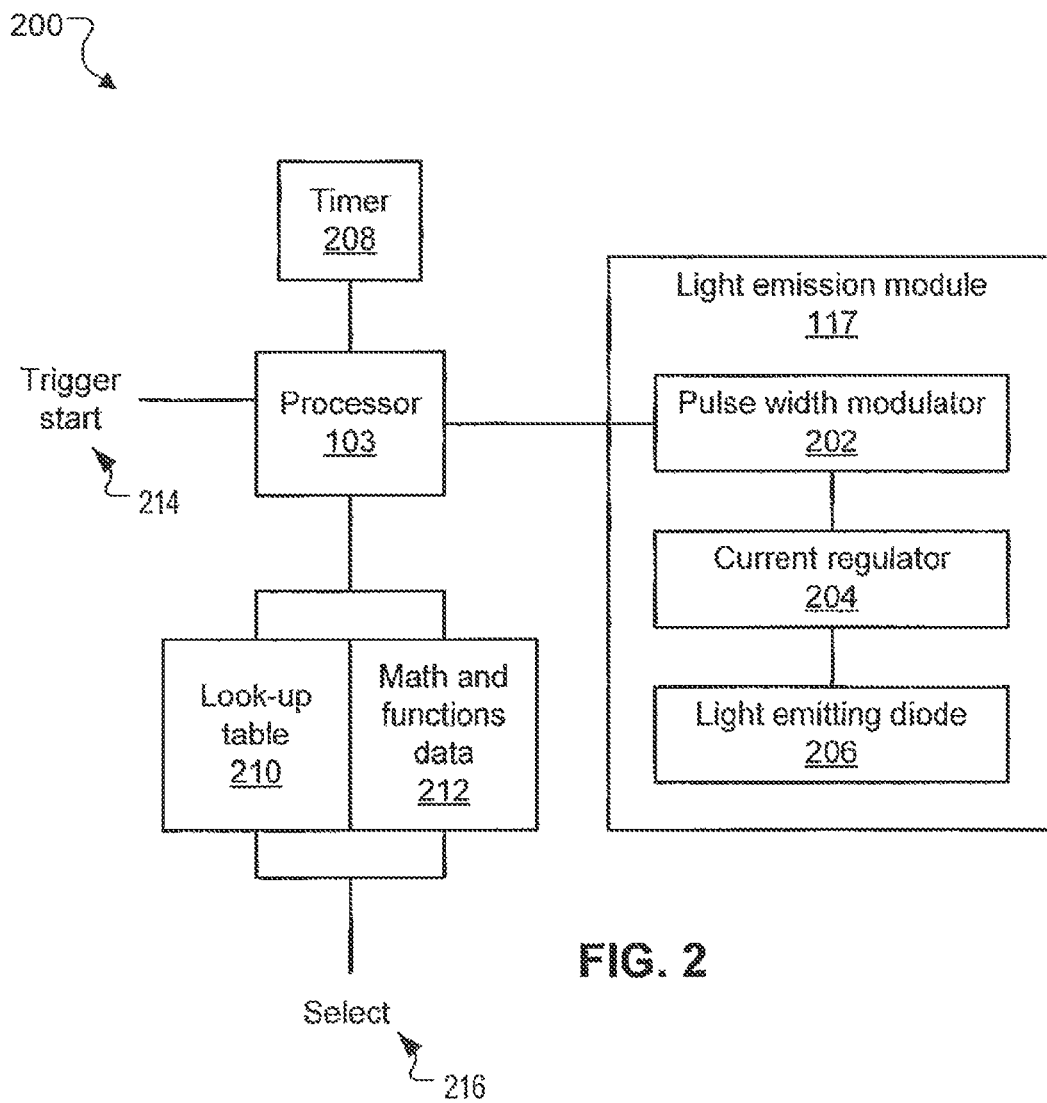 200
Timer
208
Light emission module
117
Trigger
start
214
Processor
103
Pulse width modulator
202
Current regulator
204
Light emitting diode
206
Look-up
table
210
Math and
functions
data
212
FIG. 2
Select
216